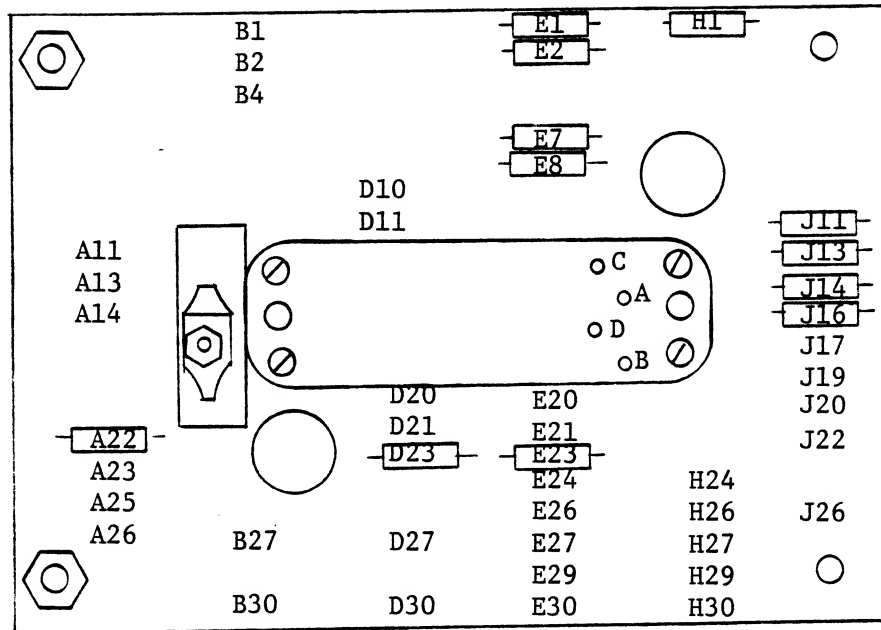 B1 E1 H1
B2 E2
B4
E7
E8
D10
D11 J11
A11 C J13
A13 A J14
A14 D J16
J17
B J19
D20 E20 J20
D21 E21
A22 D23 E23 J22
A23 E24 H24
A25 E26 H26 J26
A26 B27 D27 E27 H27
E29 H29
B30 D30 E30 H30